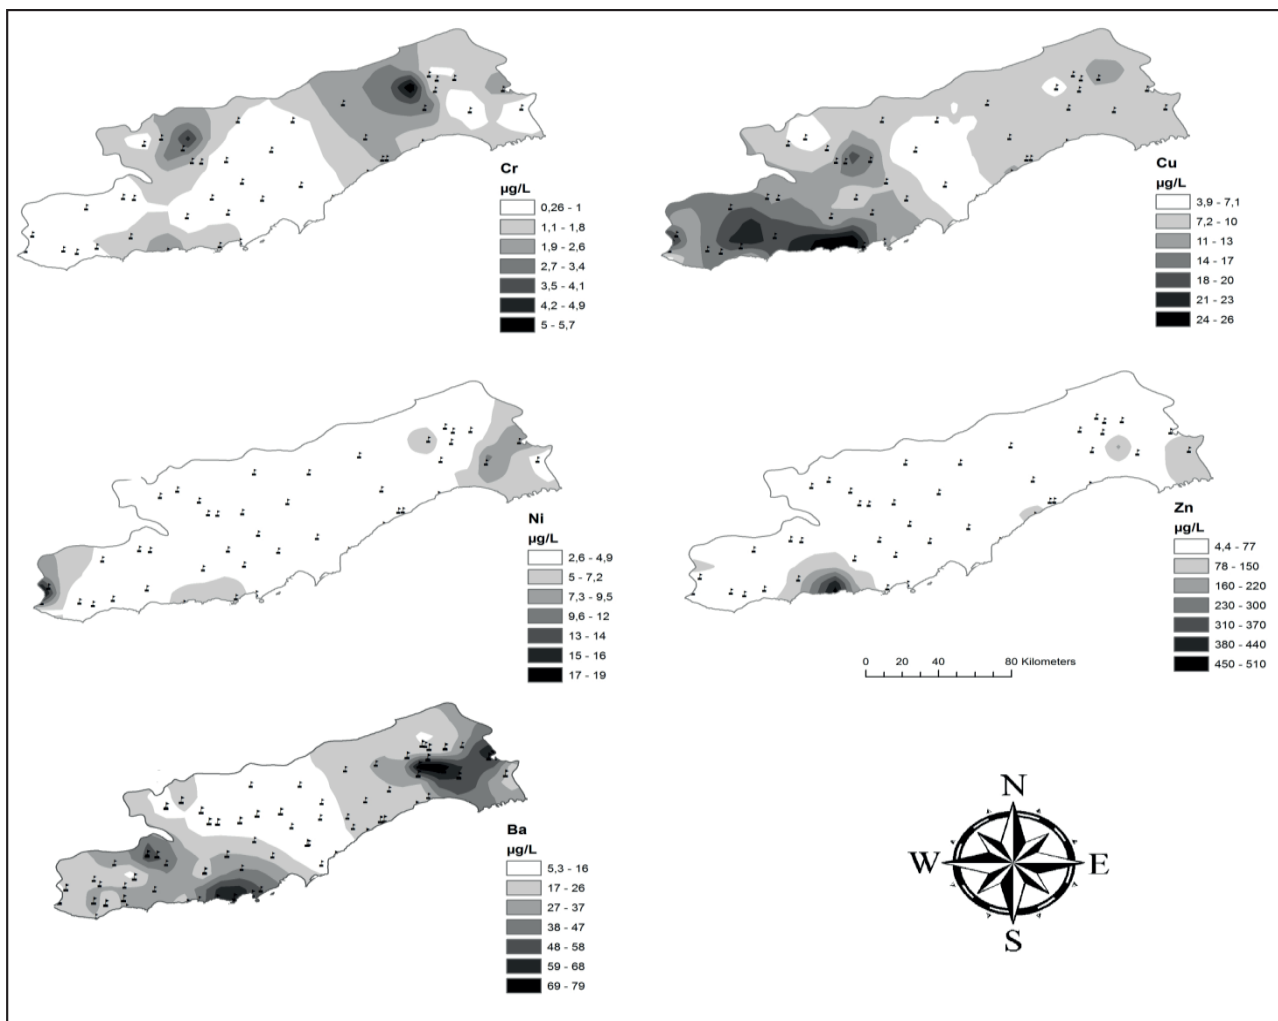 Cr
µg/L
0,26 - 1
1,1 - 1,8
1,9 - 2,6
2,7 - 3,4
3,5 - 4,1
4,2 - 4,9
5 - 5,7
Cu
µg/L
3,9 - 7,1
7,2 - 10
11 - 13
14 - 17
18 - 20
21 - 23
24 - 26
Ni
µg/L
2,6 - 4,9
5 - 7,2
7,3 - 9,5
9,6 - 12
13 - 14
15 - 16
17 - 19
Zn
µg/L
4,4 - 77
78 - 150
160 - 220
230 - 300
310 - 370
380 - 440
450 - 510
0 20 40 80 Kilometers
Ba
µg/L
5,3 - 16
17 - 26
27 - 37
38 - 47
48 - 58
59 - 68
69 - 79
N
W E
S